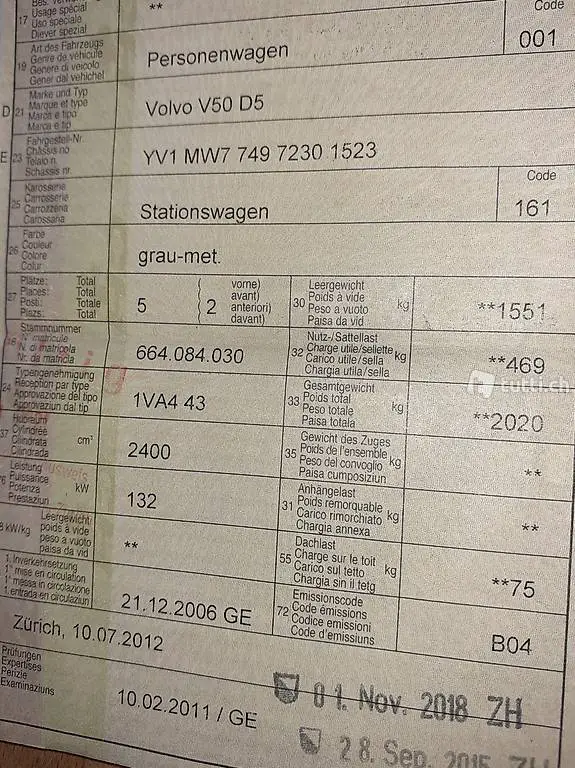 17 Usage spécial
Uso speciale
Diever spezial
**
Code
19 Art des Fahrzeugs
Genre de véhicule
Genere di veicolo
Gener dal vehichel
Personenwagen
001
D 21 Marke und Typ
Marque et type
Marca e tipo
Marca e tip
Volvo V50 D5
E 23 Fahrgestell-Nr.
Châssis no
Telaio n.
Schassis nr.
YV1 MW7 749 7230 1523
25 Karosserie
Carrosserie
Carrozzeria
Carossaria
Stationswagen
Code
161
26 Farbe
Couleur
Colore
Colur
grau-met.
27 Plätze: Total
Places: Total
Posti: Totale
Plazs: Total
5
2
vorne)
avant)
anteriori)
davant)
30 Leergewicht
Poids à vide
Peso a vuoto
Paisa da vid
kg
**1551
Stammnummer
N° matricule
N. di matricola
Nr. da matricla
664.084.030
32 Nutz-/Sattellast
Charge utile/sellette
Carico utile/sella
Chargia utila/sella
kg
**469
24 Typengenehmigung
Réception par type
Approvazione del tipo
Approvaziun dal tip
1VA4 43
33 Gesamtgewicht
Poids total
Peso totale
Paisa totala
kg
**2020
tutti.ch
37 Hubraum
Cylindrée
Cilindrata
Cilindrada
cm³
2400
35 Gewicht des Zuges
Poids de l'ensemble
Peso del convoglio
Paisa cumposiziun
kg
**
76 Leistung
Puissance
Potenza
Prestaziun
kW
132
31 Anhängelast
Poids remorquable
Carico rimorchiato
Chargia annexa
kg
**
kW/kg
Leergewicht/
poids à vide
peso a vuoto
paisa da vid
**
55 Dachlast
Charge sur le toit
Carico sul tetto
Chargia sin il tetg
kg
**75
1. Inverkehrsetzung
1re mise en circulation
1a messa in circolazione
1. entrada en circulaziun
21.12.2006 GE
72 Emissionscode
Code émissions
Codice emissioni
Code d'emissiuns
B04
Zürich, 10.07.2012
Prüfungen
Expertises
Perizie
Examinaziuns
10.02.2011 / GE
01. Nov. 2018 ZH
28. Sep. 2015 ZH